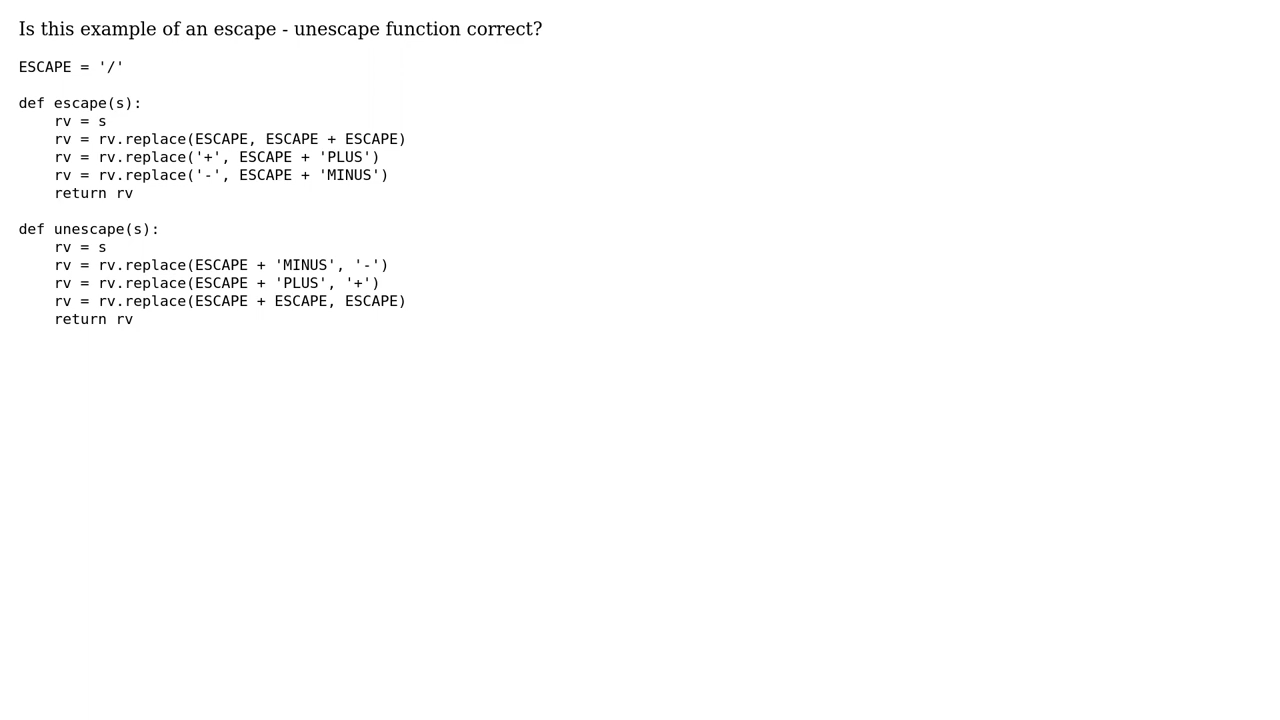 Is this example of an escape - unescape function correct?
ESCAPE = '/'
def escape(s):
    rv = s
    rv = rv.replace(ESCAPE, ESCAPE + ESCAPE)
    rv = rv.replace('+', ESCAPE + 'PLUS')
    rv = rv.replace('-', ESCAPE + 'MINUS')
    return rv
def unescape(s):
    rv = s
    rv = rv.replace(ESCAPE + 'MINUS', '-')
    rv = rv.replace(ESCAPE + 'PLUS', '+')
    rv = rv.replace(ESCAPE + ESCAPE, ESCAPE)
    return rv